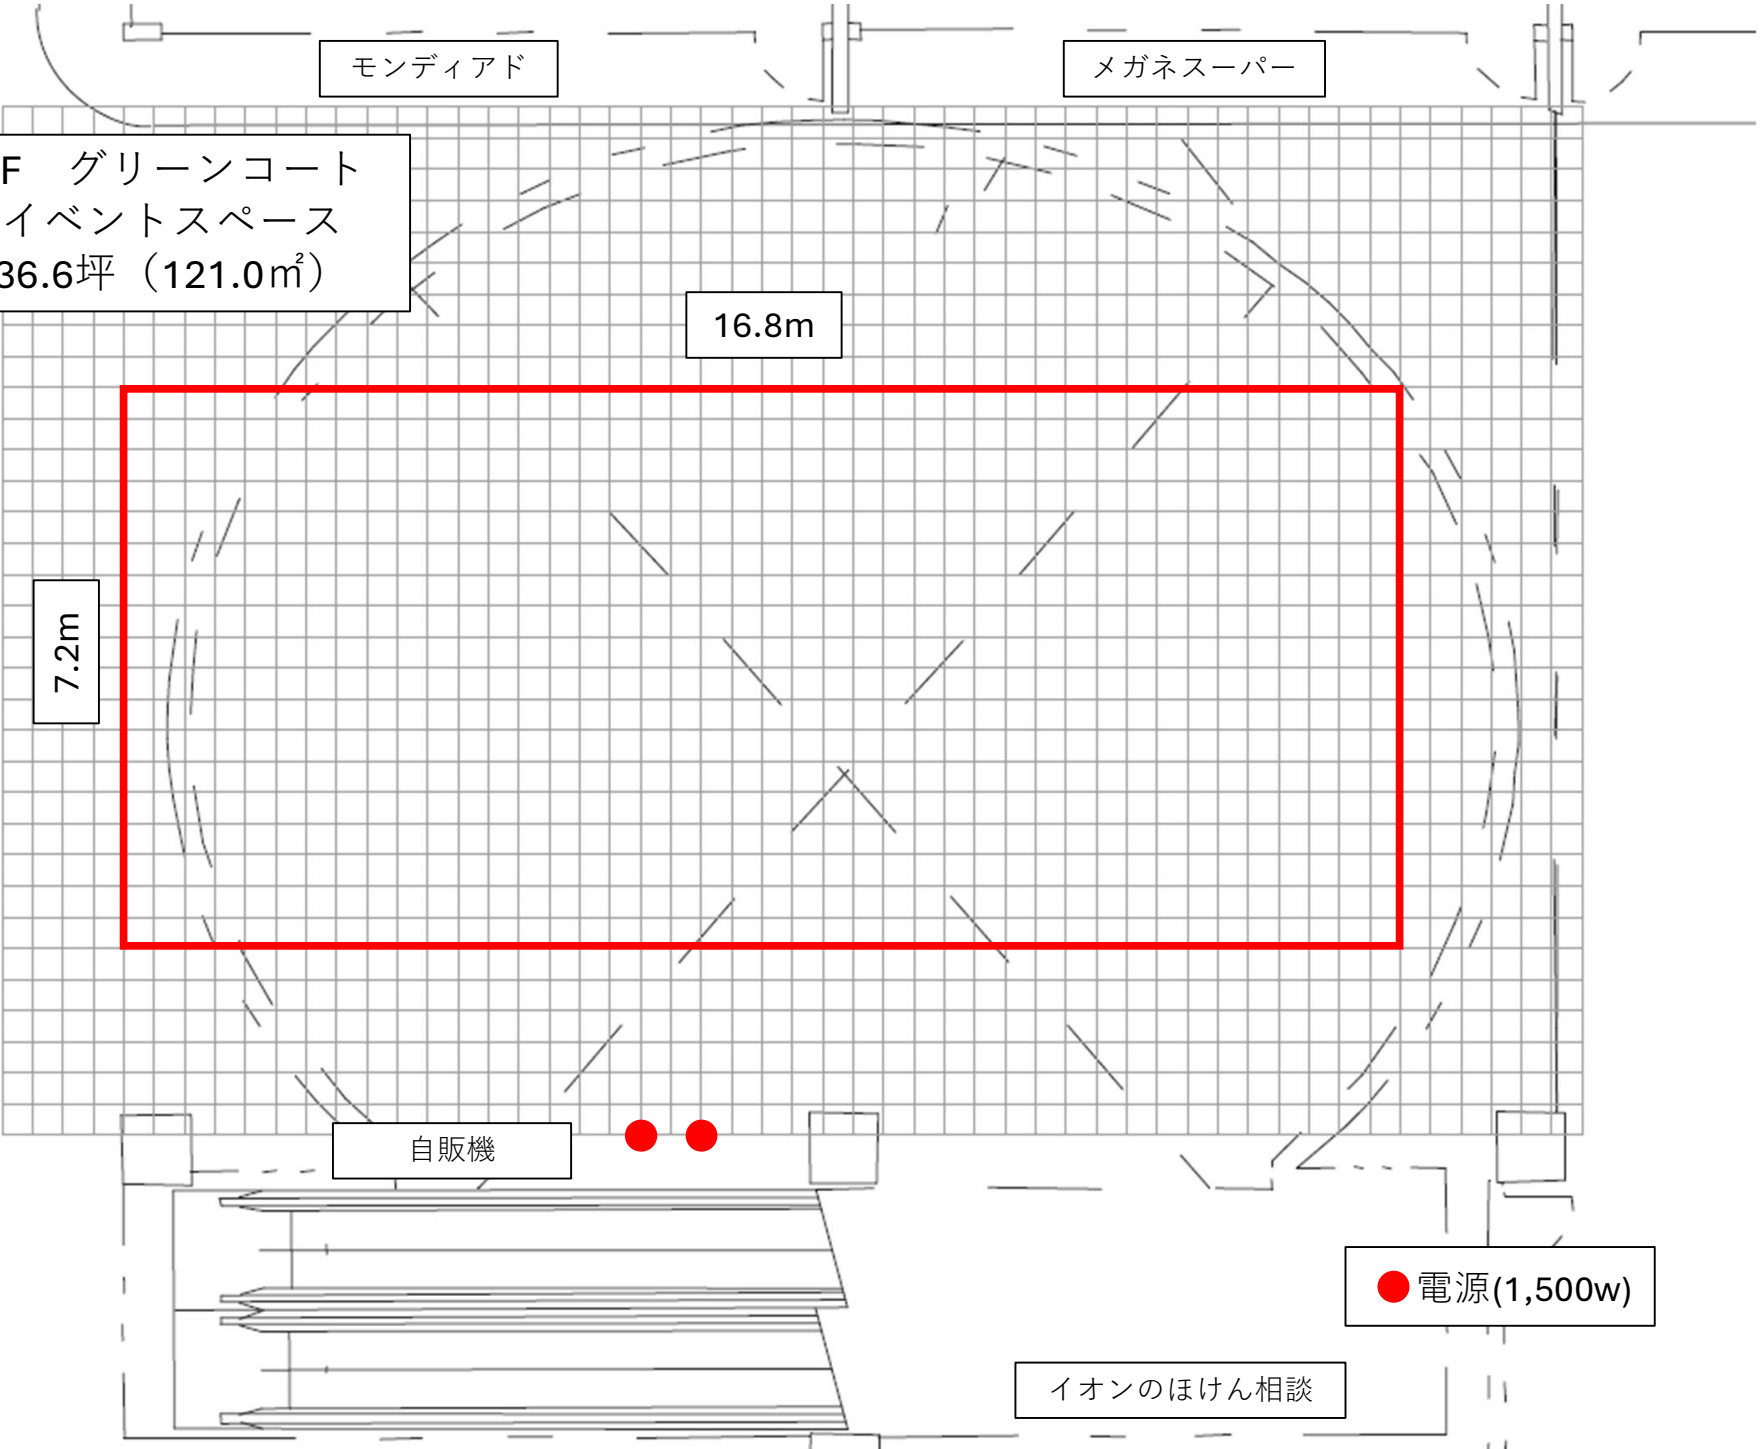 モンディアド
メガネスーパー
F　グリーンコート
イベントスペース
36.6坪（121.0㎡）
16.8m
7.2m
自販機
電源(1,500w)
イオンのほけん相談